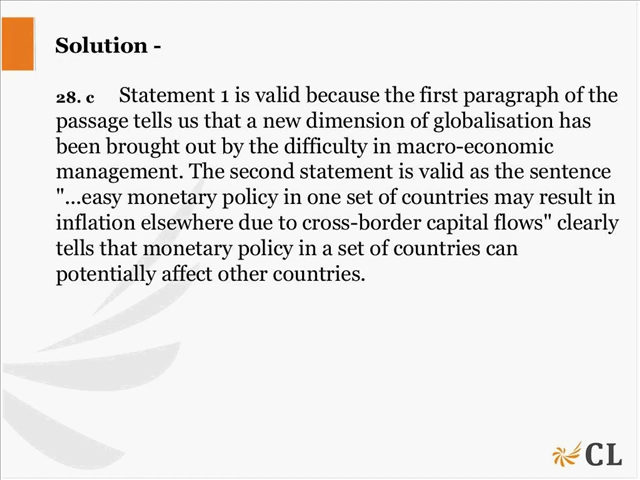 Solution -
28. c Statement 1 is valid because the first paragraph of the
passage tells us that a new dimension of globalisation has
been brought out by the difficulty in macro-economic
management. The second statement is valid as the sentence
"...easy monetary policy in one set of countries may result in
inflation elsewhere due to cross-border capital flows" clearly
tells that monetary policy in a set of countries can
potentially affect other countries.
CL